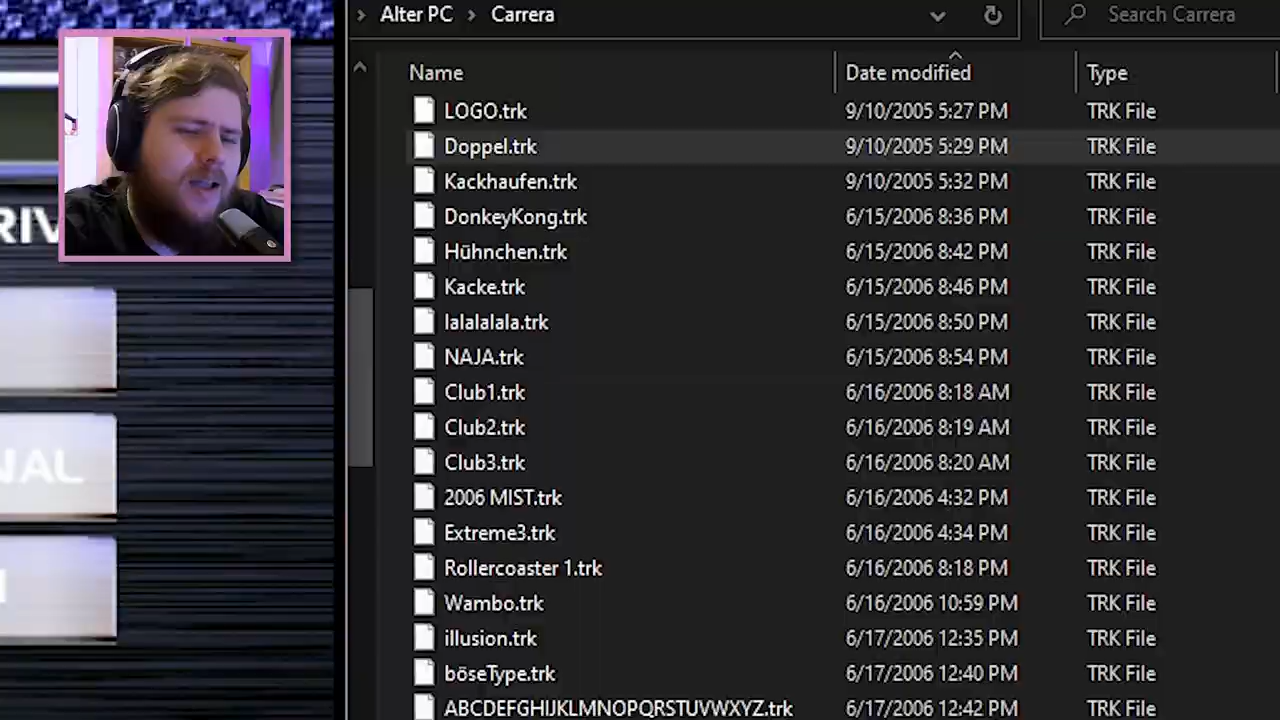 Alter PC > Carrera
Search Carrera
Name Date modified Type
LOGO.trk 9/10/2005 5:27 PM TRK File
Doppel.trk 9/10/2005 5:29 PM TRK File
Kackhaufen.trk 9/10/2005 5:32 PM TRK File
DonkeyKong.trk 6/15/2006 8:36 PM TRK File
Hühnchen.trk 6/15/2006 8:42 PM TRK File
Kacke.trk 6/15/2006 8:46 PM TRK File
lalalalala.trk 6/15/2006 8:50 PM TRK File
NAJA.trk 6/15/2006 8:54 PM TRK File
Club1.trk 6/16/2006 8:18 AM TRK File
Club2.trk 6/16/2006 8:19 AM TRK File
Club3.trk 6/16/2006 8:20 AM TRK File
2006 MIST.trk 6/16/2006 4:32 PM TRK File
Extreme3.trk 6/16/2006 4:34 PM TRK File
Rollercoaster 1.trk 6/16/2006 8:18 PM TRK File
Wambo.trk 6/16/2006 10:59 PM TRK File
illusion.trk 6/17/2006 12:35 PM TRK File
böseType.trk 6/17/2006 12:40 PM TRK File
ABCDEFGHIJKLMNOPQRSTUVWXYZ.trk 6/17/2006 12:42 PM TRK File